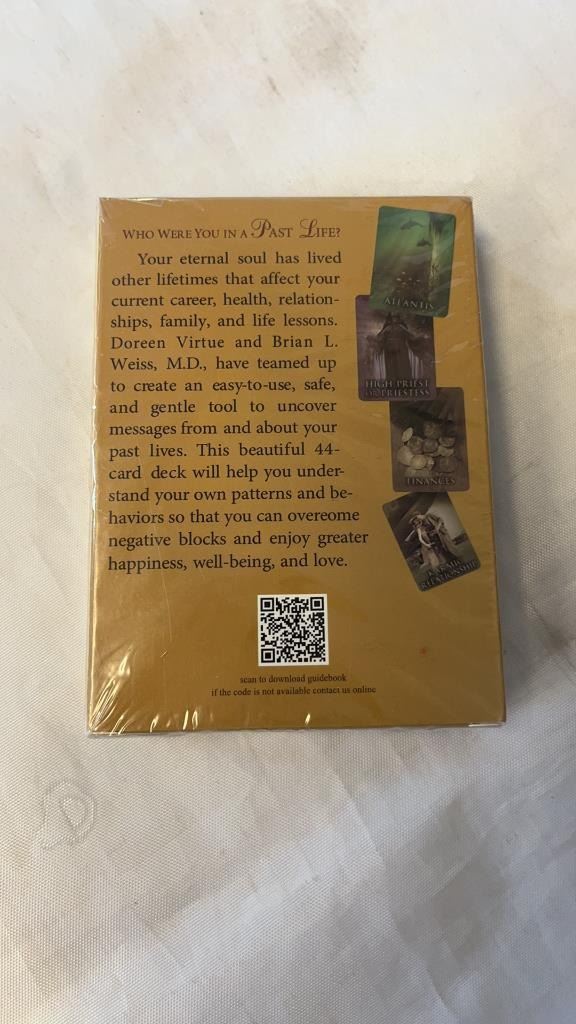 WHO WERE YOU IN A PAST LIFE?
Your eternal soul has lived
other lifetimes that affect your
current career, health, relation-
ships, family, and life lessons.
Doreen Virtue and Brian L.
Weiss, M.D., have teamed up
to create an easy-to-use, safe,
and gentle tool to uncover
messages from and about your
past lives. This beautiful 44-
card deck will help you under-
stand your own patterns and be-
haviors so that you can overeome
negative blocks and enjoy greater
happiness, well-being, and love.
ATLANTIS
HIGH PRIEST
OR PRIESTESS
FINANCES
KARMIC
RELATIONSHIP
scan to download guidebook
if the code is not available contact us online